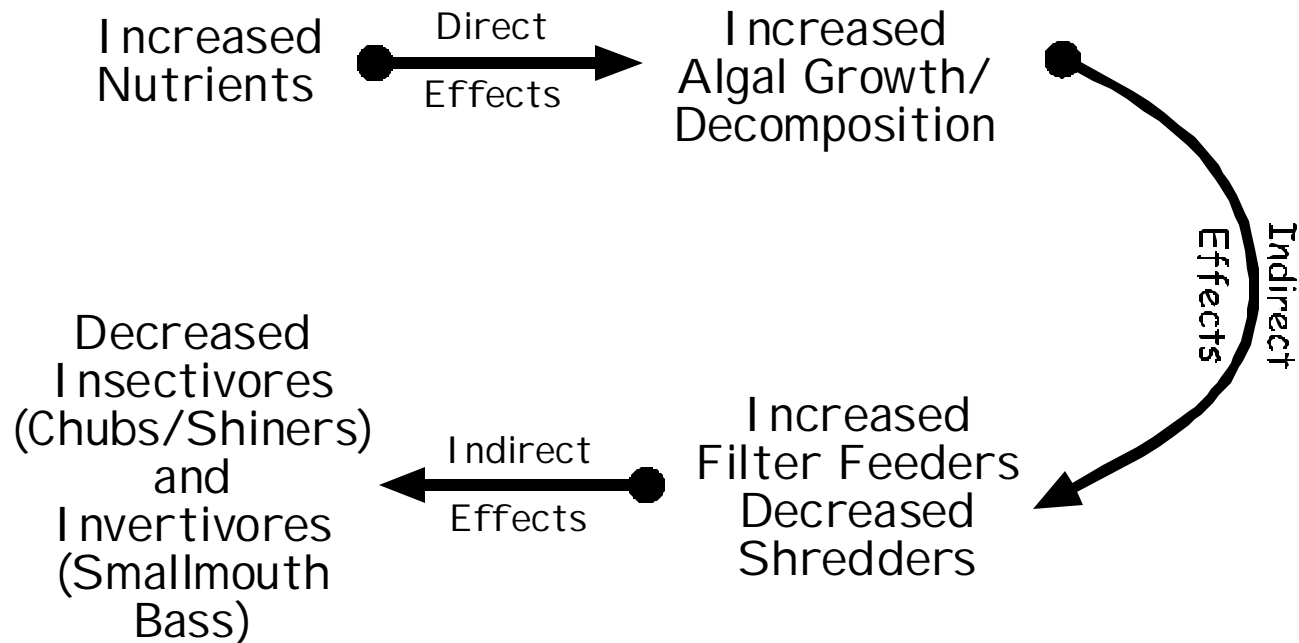 Increased
Nutrients
Direct
Effects
Increased
Algal Growth/
Decomposition
Indirect
Effects
Increased
Filter Feeders
Decreased
Shredders
Indirect
Effects
Decreased
Insectivores
(Chubs/Shiners)
and
Invertivores
(Smallmouth
Bass)